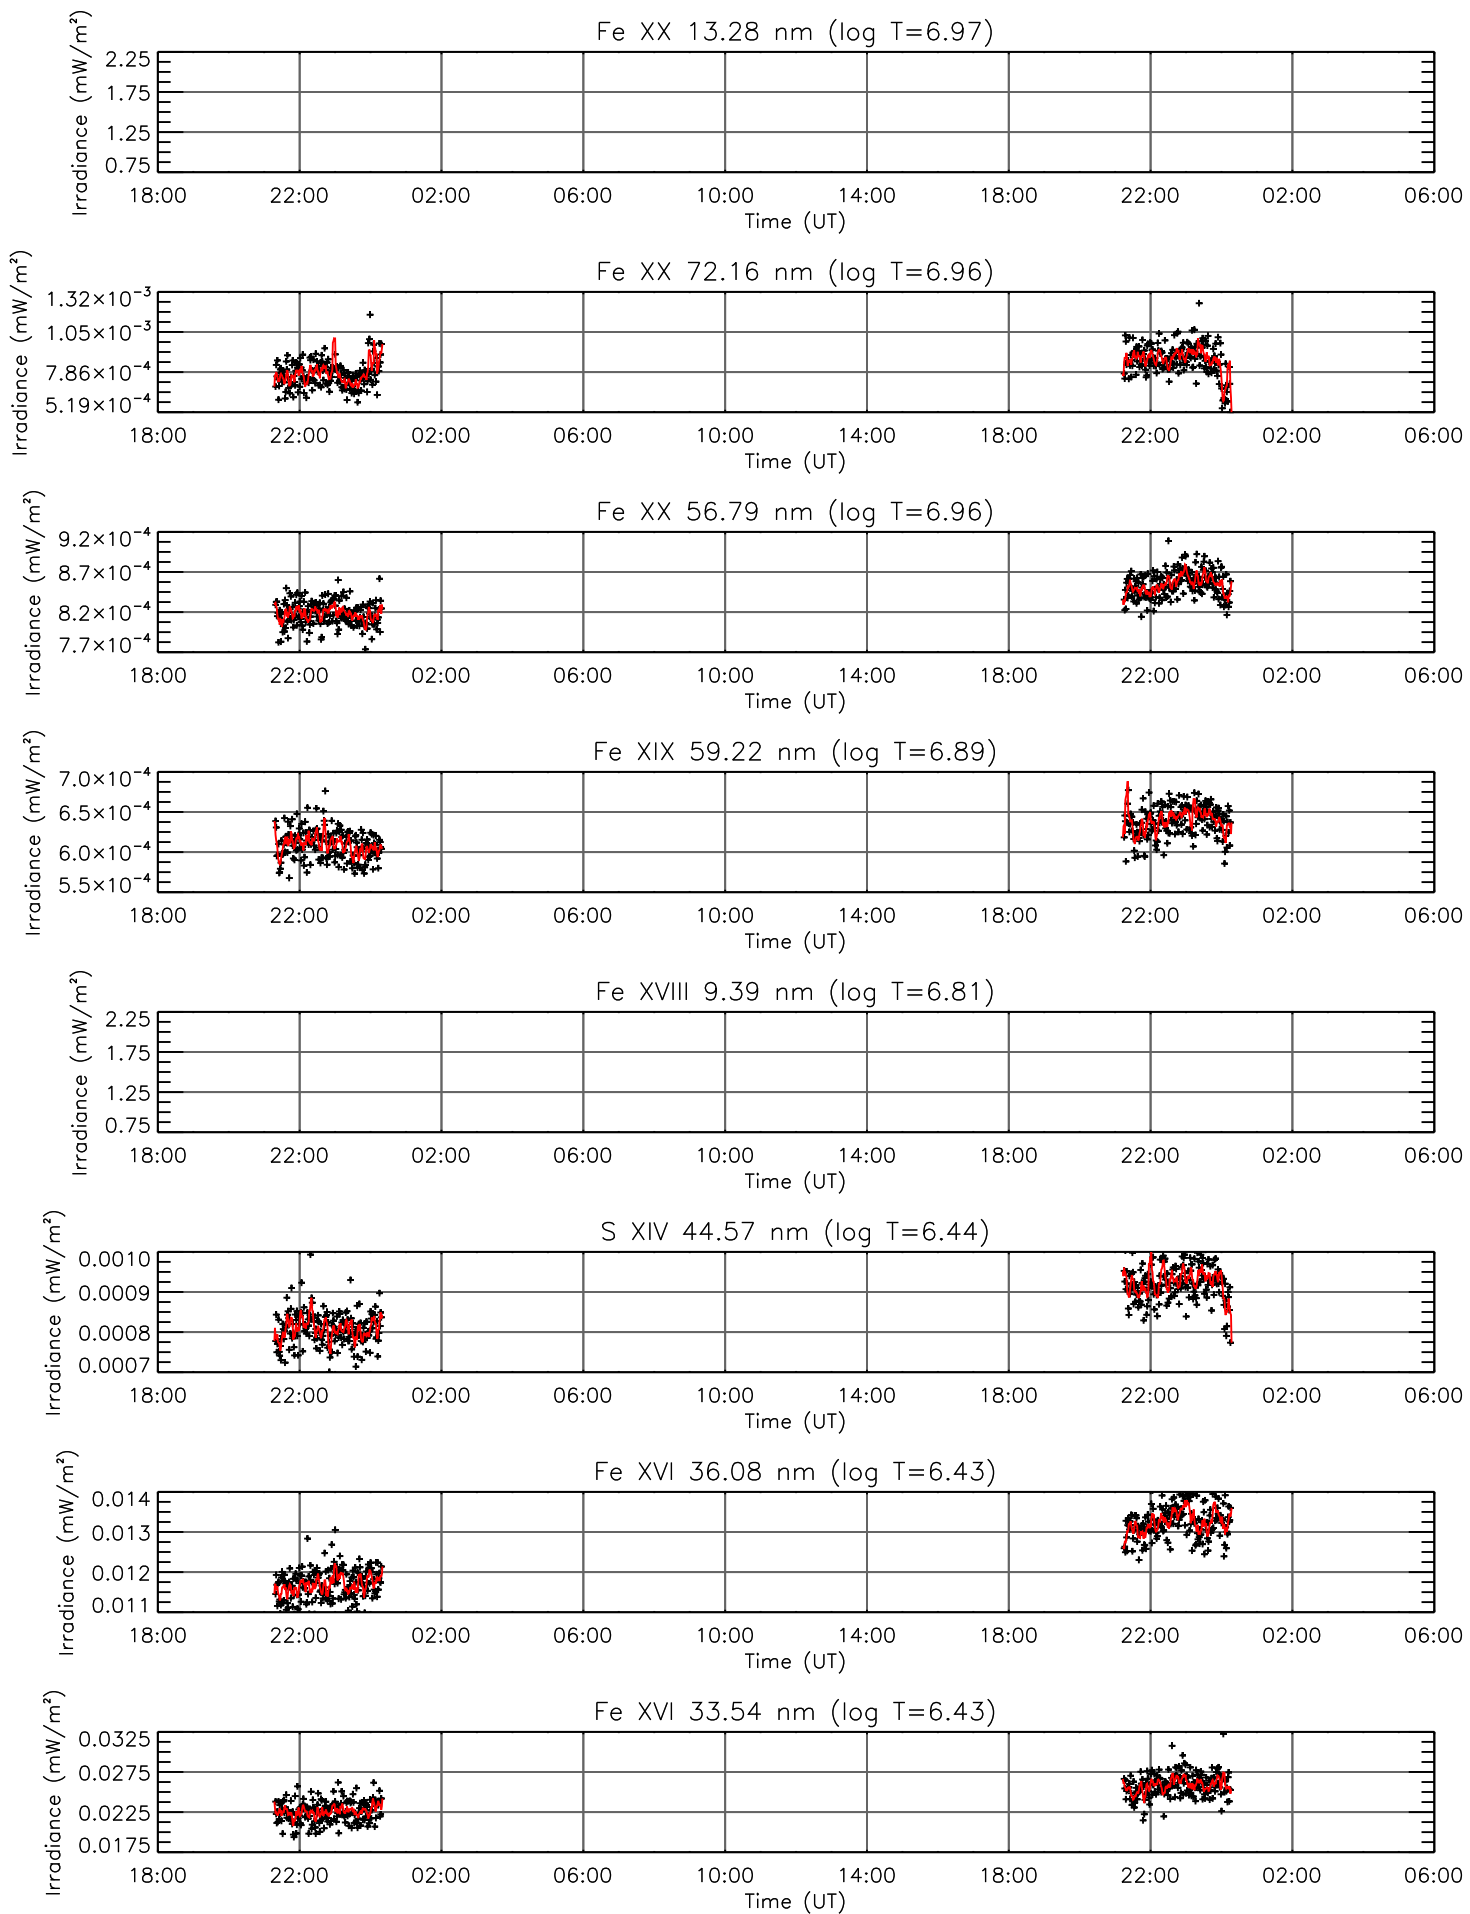 Fe XX 13.28 nm (log T=6.97)
Irradiance (mW/m²)
2.25
1.75
1.25
0.75
18:00 22:00 02:00 06:00 10:00 14:00 18:00 22:00 02:00 06:00
Time (UT)
Fe XX 72.16 nm (log T=6.96)
Irradiance (mW/m²)
1.32×10⁻³
1.05×10⁻³
7.86×10⁻⁴
5.19×10⁻⁴
18:00 22:00 02:00 06:00 10:00 14:00 18:00 22:00 02:00 06:00
Time (UT)
Fe XX 56.79 nm (log T=6.96)
Irradiance (mW/m²)
9.2×10⁻⁴
8.7×10⁻⁴
8.2×10⁻⁴
7.7×10⁻⁴
18:00 22:00 02:00 06:00 10:00 14:00 18:00 22:00 02:00 06:00
Time (UT)
Fe XIX 59.22 nm (log T=6.89)
Irradiance (mW/m²)
7.0×10⁻⁴
6.5×10⁻⁴
6.0×10⁻⁴
5.5×10⁻⁴
18:00 22:00 02:00 06:00 10:00 14:00 18:00 22:00 02:00 06:00
Time (UT)
Fe XVIII 9.39 nm (log T=6.81)
Irradiance (mW/m²)
2.25
1.75
1.25
0.75
18:00 22:00 02:00 06:00 10:00 14:00 18:00 22:00 02:00 06:00
Time (UT)
S XIV 44.57 nm (log T=6.44)
Irradiance (mW/m²)
0.0010
0.0009
0.0008
0.0007
18:00 22:00 02:00 06:00 10:00 14:00 18:00 22:00 02:00 06:00
Time (UT)
Fe XVI 36.08 nm (log T=6.43)
Irradiance (mW/m²)
0.014
0.013
0.012
0.011
18:00 22:00 02:00 06:00 10:00 14:00 18:00 22:00 02:00 06:00
Time (UT)
Fe XVI 33.54 nm (log T=6.43)
Irradiance (mW/m²)
0.0325
0.0275
0.0225
0.0175
18:00 22:00 02:00 06:00 10:00 14:00 18:00 22:00 02:00 06:00
Time (UT)